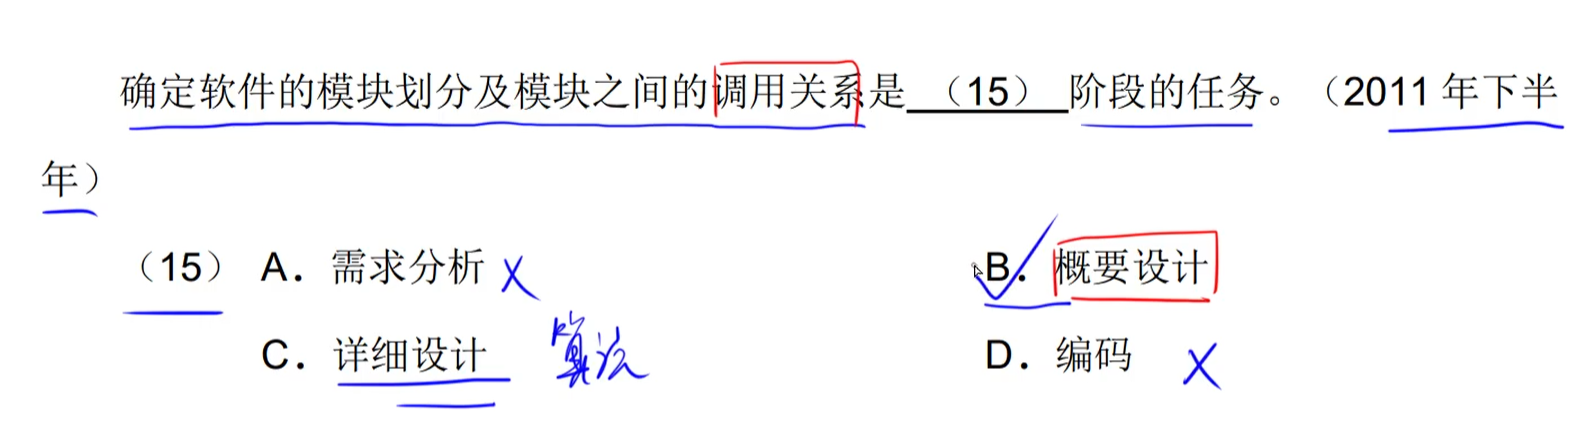 确定软件的模块划分及模块之间的调用关系是 （15） 阶段的任务。（2011 年下半
年）
（15） A．需求分析 X B．概要设计
C．详细设计 算法 D．编码 X